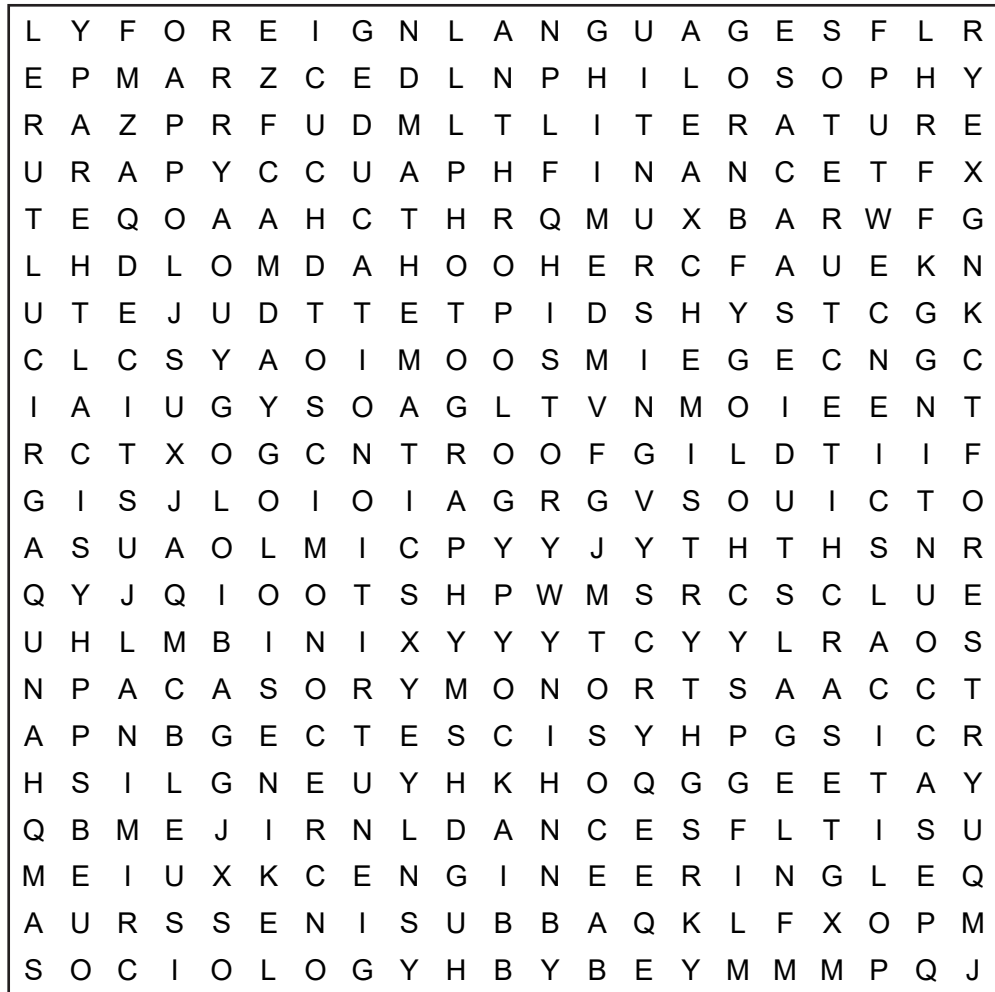 L Y F O R E I G N L A N G U A G E S F L R
E P M A R Z C E D L N P H I L O S O P H Y
R A Z P R F U D M L T L I T E R A T U R E
U R A P Y C C U A P H F I N A N C E T F X
T E Q O A A H C T H R Q M U X B A R W F G
L H D L O M D A H O O H E R C F A U E K N
U T E J U D T T E T P I D S H Y S T C G K
C L C S Y A O I M O O S M I E G E C N G C
I A I U G Y S O A G L T V N M O I E E N T
R C T X O G C N T R O O F G I L D T I I F
G I S J L O I O I A G R G V S O U I C T O
A S U A O L M I C P Y Y J Y T H T H S N R
Q Y J Q I O O T S H P W M S R C S C L U E
U H L M B I N I X Y Y Y T C Y Y L R A O S
N P A C A S O R Y M O N O R T S A A C C T
A P N B G E C T E S C I S Y H P G S I C R
H S I L G N E U Y H K H O Q G G E E T A Y
Q B M E J I R N L D A N C E S F L T I S U
M E I U X K C E N G I N E E R I N G L E Q
A U R S S E N I S U B B A Q K L F X O P M
S O C I O L O G Y H B Y B E Y M M M P Q J